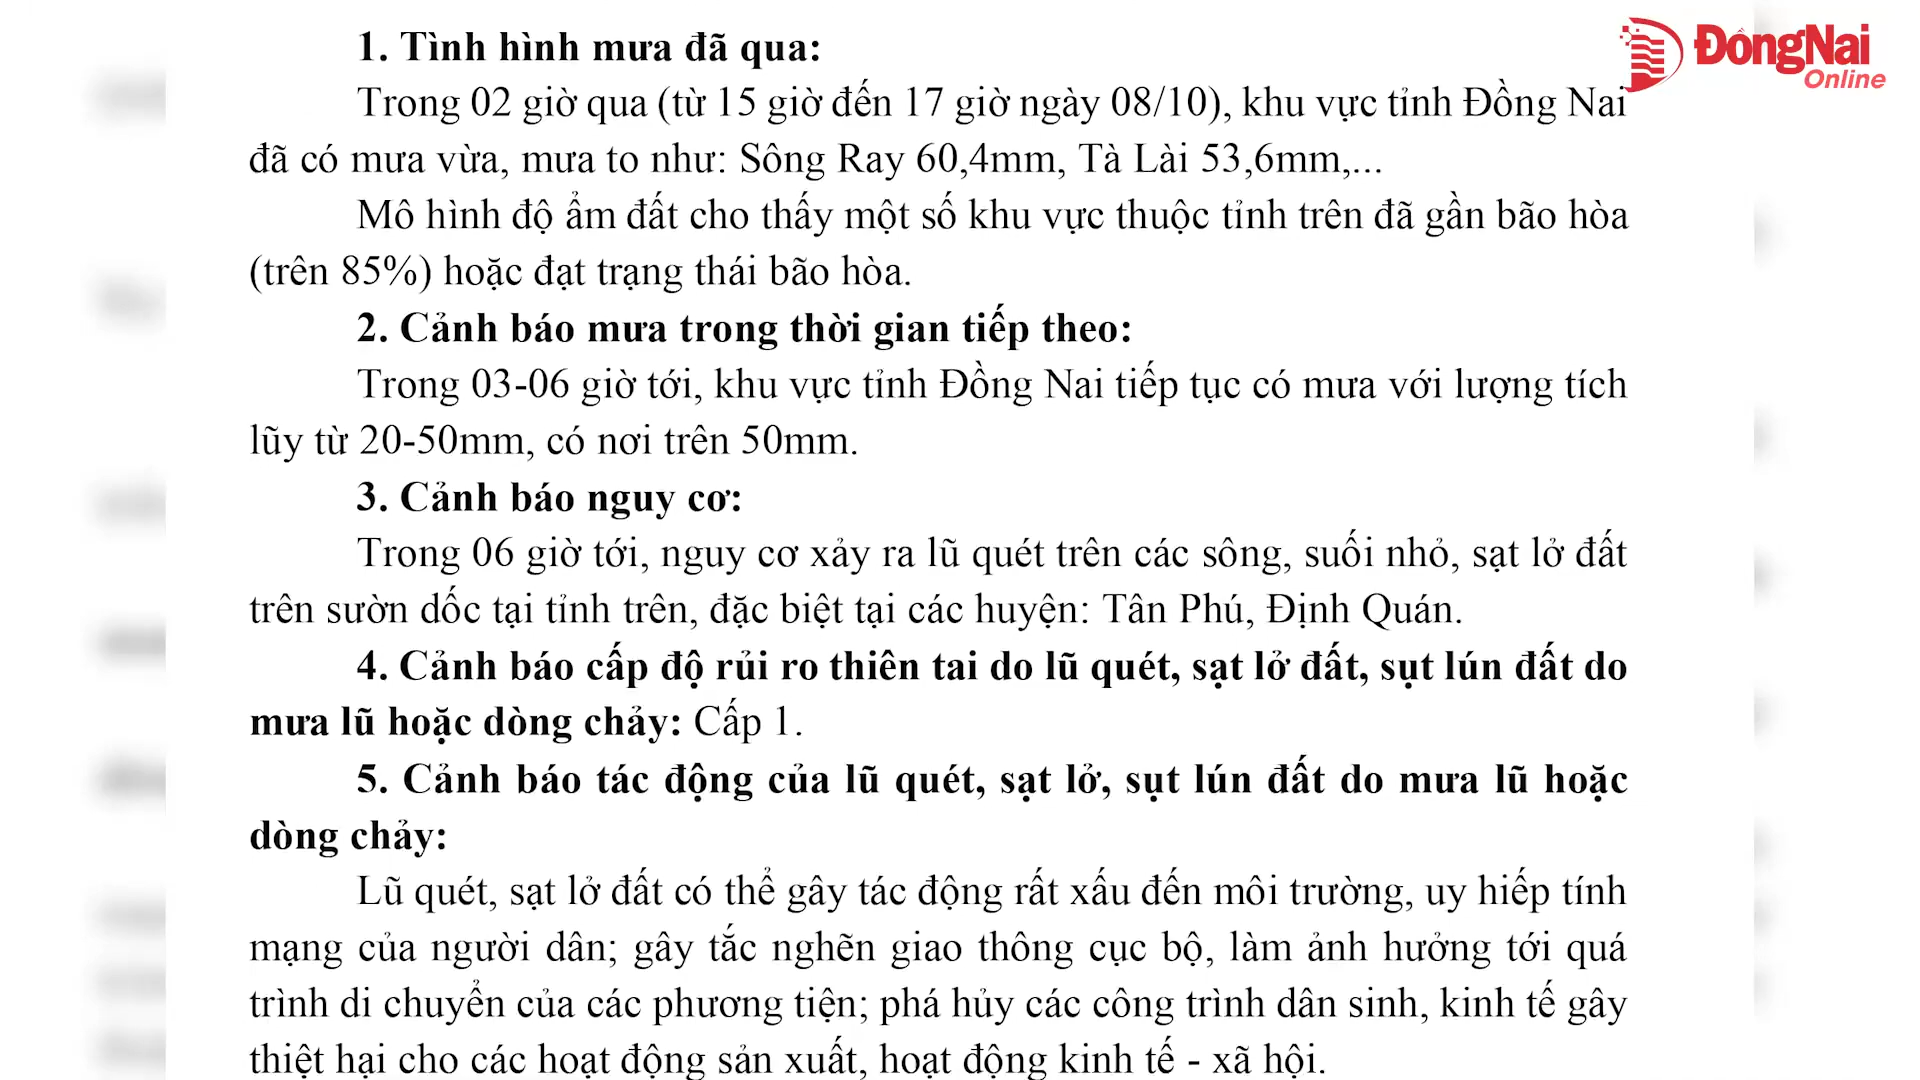 ĐồngNai
Online
1. Tình hình mưa đã qua:
Trong 02 giờ qua (từ 15 giờ đến 17 giờ ngày 08/10), khu vực tỉnh Đồng Nai
đã có mưa vừa, mưa to như: Sông Ray 60,4mm, Tà Lài 53,6mm,...
Mô hình độ ẩm đất cho thấy một số khu vực thuộc tỉnh trên đã gần bão hòa
(trên 85%) hoặc đạt trạng thái bão hòa.
2. Cảnh báo mưa trong thời gian tiếp theo:
Trong 03-06 giờ tới, khu vực tỉnh Đồng Nai tiếp tục có mưa với lượng tích
lũy từ 20-50mm, có nơi trên 50mm.
3. Cảnh báo nguy cơ:
Trong 06 giờ tới, nguy cơ xảy ra lũ quét trên các sông, suối nhỏ, sạt lở đất
trên sườn dốc tại tỉnh trên, đặc biệt tại các huyện: Tân Phú, Định Quán.
4. Cảnh báo cấp độ rủi ro thiên tai do lũ quét, sạt lở đất, sụt lún đất do
mưa lũ hoặc dòng chảy: Cấp 1.
5. Cảnh báo tác động của lũ quét, sạt lở, sụt lún đất do mưa lũ hoặc
dòng chảy:
Lũ quét, sạt lở đất có thể gây tác động rất xấu đến môi trường, uy hiếp tính
mạng của người dân; gây tắc nghẽn giao thông cục bộ, làm ảnh hưởng tới quá
trình di chuyển của các phương tiện; phá hủy các công trình dân sinh, kinh tế gây
thiệt hại cho các hoạt động sản xuất, hoạt động kinh tế - xã hội.